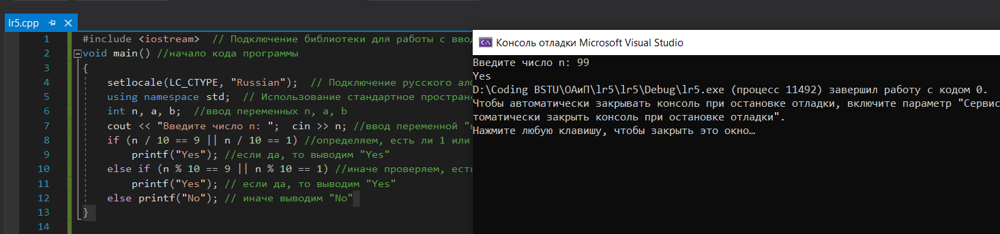 lr5.cpp
1 #include <iostream> // Подключение библиотеки для работы с
2 void main() //начало кода программы
3 {
4 setlocale(LC_CTYPE, "Russian"); // Подключение русского
5 using namespace std; // Использование стандартное
6 int n, a, b; //ввод переменных n, a, b
7 cout << "Введите число n: "; cin >> n; //ввод переменной
8 if (n / 10 == 9 || n / 10 == 1) //определяем, есть ли 1 или
9 printf("Yes"); //если да, то выводим "Yes"
10 else if (n % 10 == 9 || n % 10 == 1) //иначе проверяем,
11 printf("Yes"); // если да, то выводим "Yes"
12 else printf("No"); // иначе выводим "No"
13 }
14
Консоль отладки Microsoft Visual Studio
Введите число n: 99
Yes
D:\Coding BSTU\ОАиП\lr5\lr5\Debug\lr5.exe (процесс 11492) завершил работу с кодом 0.
Чтобы автоматически закрывать консоль при остановке отладки, включите параметр "Сервис
томатически закрыть консоль при остановке отладки".
Нажмите любую клавишу, чтобы закрыть это окно…